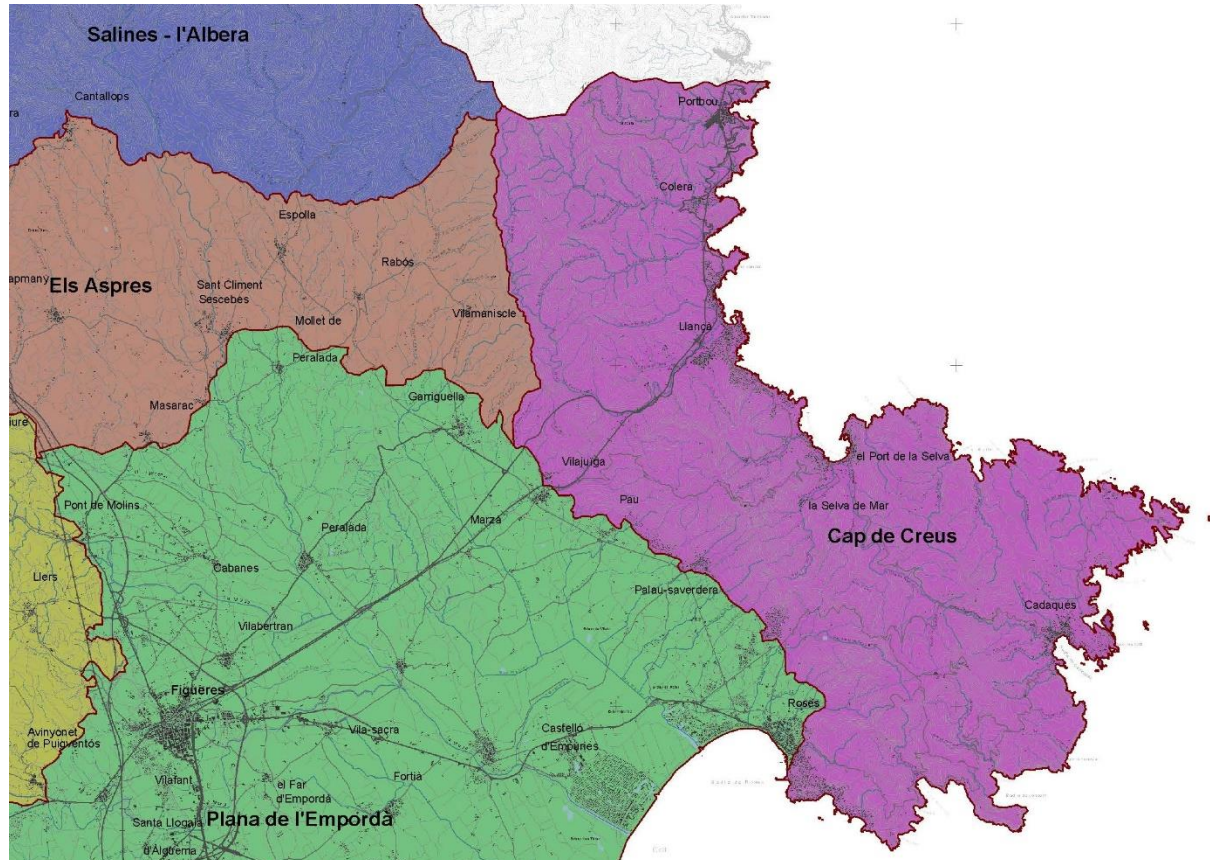 Salines - l'Albera
Cantallops
Portbou
Colera
Espolla
Rabós
Els Aspres
apmany
Sant Climent
Sescebes
Mollet de
Vilamaniscle
Llançà
Peralada
Masarac
Garriguella
iure
Vilajuïga
el Port de la Selva
Pau
la Selva de Mar
Pont de Molins
Marzà
Peralada
Cap de Creus
Cabanes
Llers
Palau-saverdera
Cadaqués
Vilabertran
Figueres
Roses
Avinyonet
de Puigventós
Vila-sacra
Castelló
d'Empúries
Vilafant
el Far
d'Empordà
Fortià
Santa Llogaia
d'Àlguema
Plana de l'Empordà